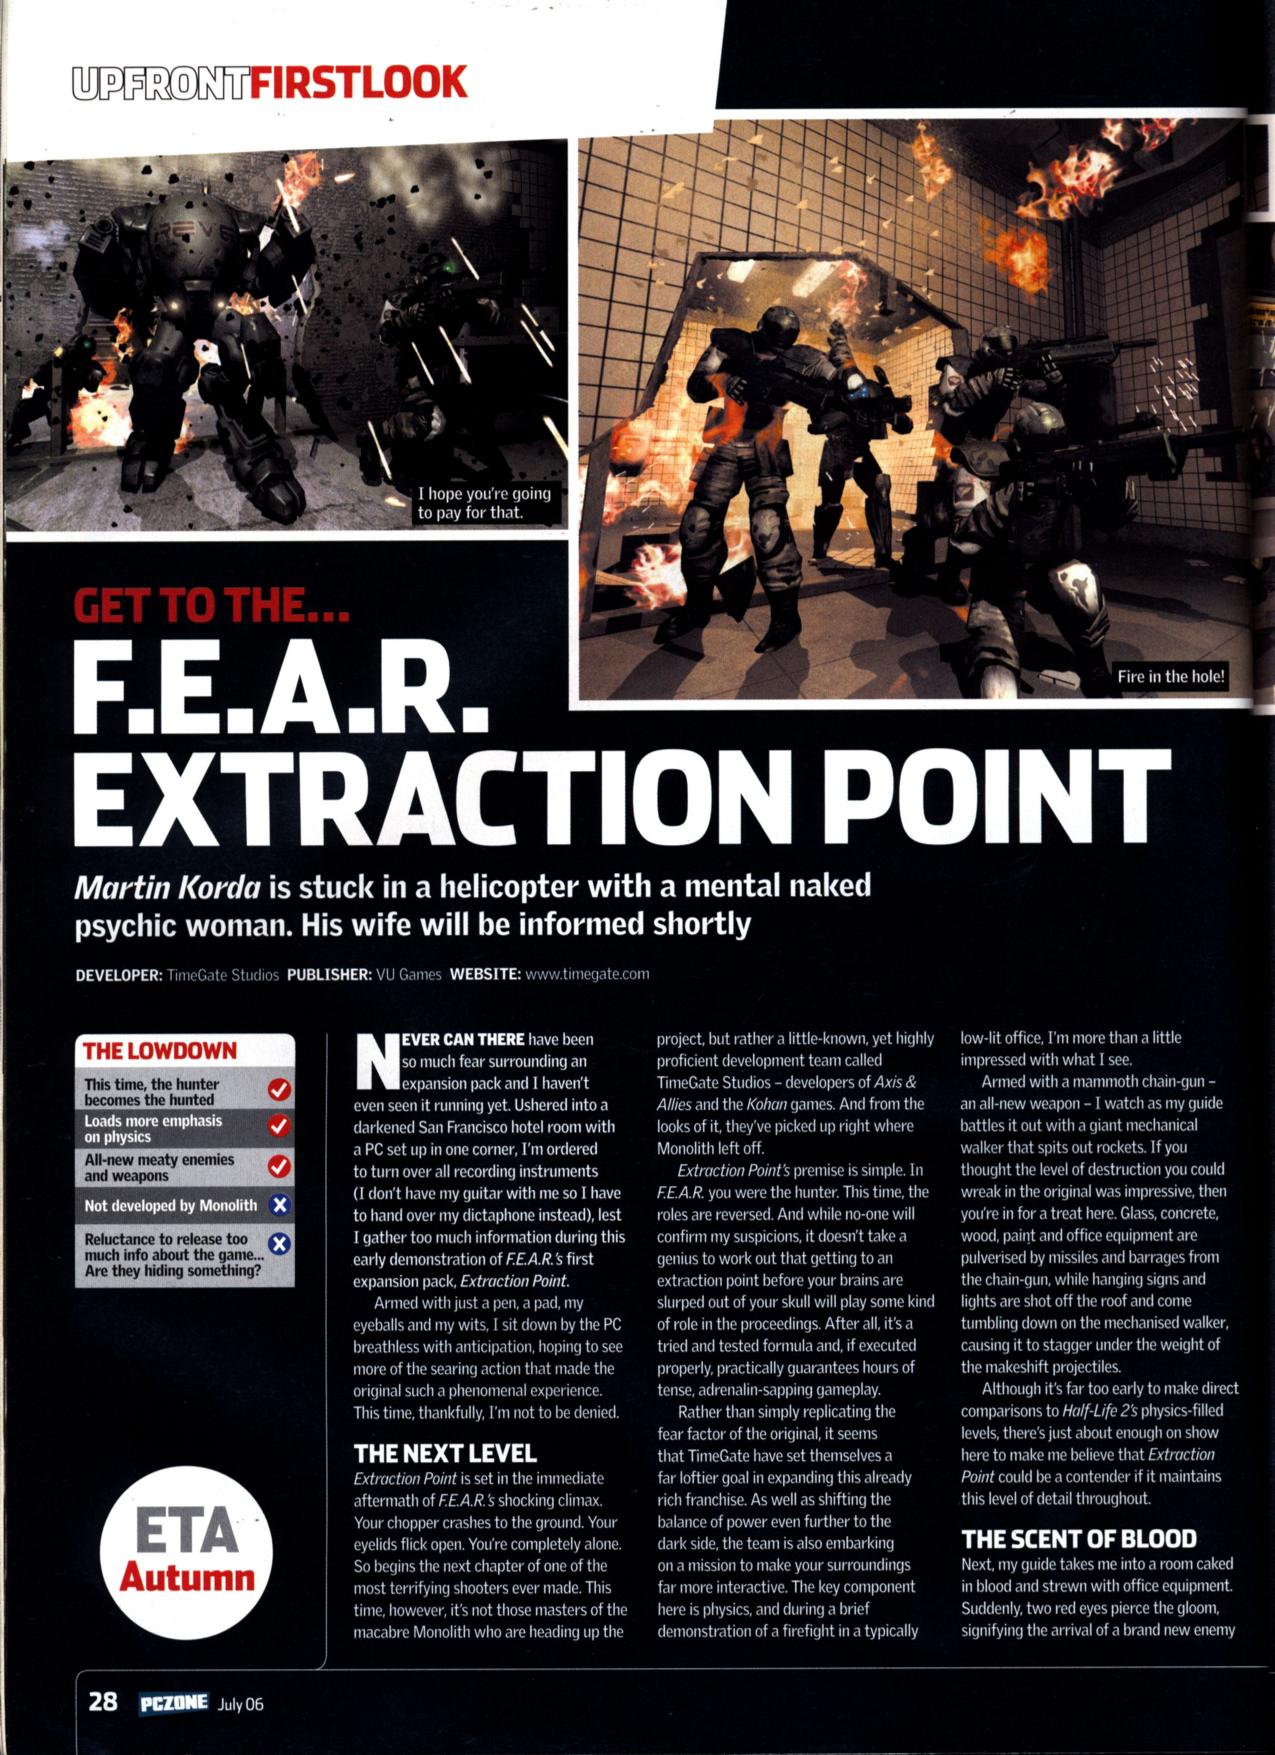 UPFRONTFIRSTLOOK
REV6
I hope you're going
to pay for that.
Fire in the hole!
GET TO THE...
F.E.A.R.
EXTRACTION POINT
Martin Korda is stuck in a helicopter with a mental naked
psychic woman. His wife will be informed shortly
DEVELOPER: TimeGate Studios PUBLISHER: VU Games WEBSITE: www.timegate.com
THE LOWDOWN
This time, the hunter
becomes the hunted
Loads more emphasis
on physics
All-new meaty enemies
and weapons
Not developed by Monolith
Reluctance to release too
much info about the game...
Are they hiding something?
ETA
Autumn
NEVER CAN THERE have been
so much fear surrounding an
expansion pack and I haven't
even seen it running yet. Ushered into a
darkened San Francisco hotel room with
a PC set up in one corner, I'm ordered
to turn over all recording instruments
(I don't have my guitar with me so I have
to hand over my dictaphone instead), lest
I gather too much information during this
early demonstration of F.E.A.R.'s first
expansion pack, Extraction Point.
Armed with just a pen, a pad, my
eyeballs and my wits, I sit down by the PC
breathless with anticipation, hoping to see
more of the searing action that made the
original such a phenomenal experience.
This time, thankfully, I'm not to be denied.
THE NEXT LEVEL
Extraction Point is set in the immediate
aftermath of F.E.A.R.'s shocking climax.
Your chopper crashes to the ground. Your
eyelids flick open. You're completely alone.
So begins the next chapter of one of the
most terrifying shooters ever made. This
time, however, it's not those masters of the
macabre Monolith who are heading up the
project, but rather a little-known, yet highly
proficient development team called
TimeGate Studios – developers of Axis &
Allies and the Kohan games. And from the
looks of it, they've picked up right where
Monolith left off.
Extraction Point's premise is simple. In
F.E.A.R. you were the hunter. This time, the
roles are reversed. And while no-one will
confirm my suspicions, it doesn't take a
genius to work out that getting to an
extraction point before your brains are
slurped out of your skull will play some kind
of role in the proceedings. After all, it's a
tried and tested formula and, if executed
properly, practically guarantees hours of
tense, adrenalin-sapping gameplay.
Rather than simply replicating the
fear factor of the original, it seems
that TimeGate have set themselves a
far loftier goal in expanding this already
rich franchise. As well as shifting the
balance of power even further to the
dark side, the team is also embarking
on a mission to make your surroundings
far more interactive. The key component
here is physics, and during a brief
demonstration of a firefight in a typically
low-lit office, I'm more than a little
impressed with what I see.
Armed with a mammoth chain-gun –
an all-new weapon – I watch as my guide
battles it out with a giant mechanical
walker that spits out rockets. If you
thought the level of destruction you could
wreak in the original was impressive, then
you're in for a treat here. Glass, concrete,
wood, paint and office equipment are
pulverised by missiles and barrages from
the chain-gun, while hanging signs and
lights are shot off the roof and come
tumbling down on the mechanised walker,
causing it to stagger under the weight of
the makeshift projectiles.
Although it's far too early to make direct
comparisons to Half-Life 2's physics-filled
levels, there's just about enough on show
here to make me believe that Extraction
Point could be a contender if it maintains
this level of detail throughout.
THE SCENT OF BLOOD
Next, my guide takes me into a room caked
in blood and strewn with office equipment.
Suddenly, two red eyes pierce the gloom,
signifying the arrival of a brand new enemy
28 PCZONE July 06